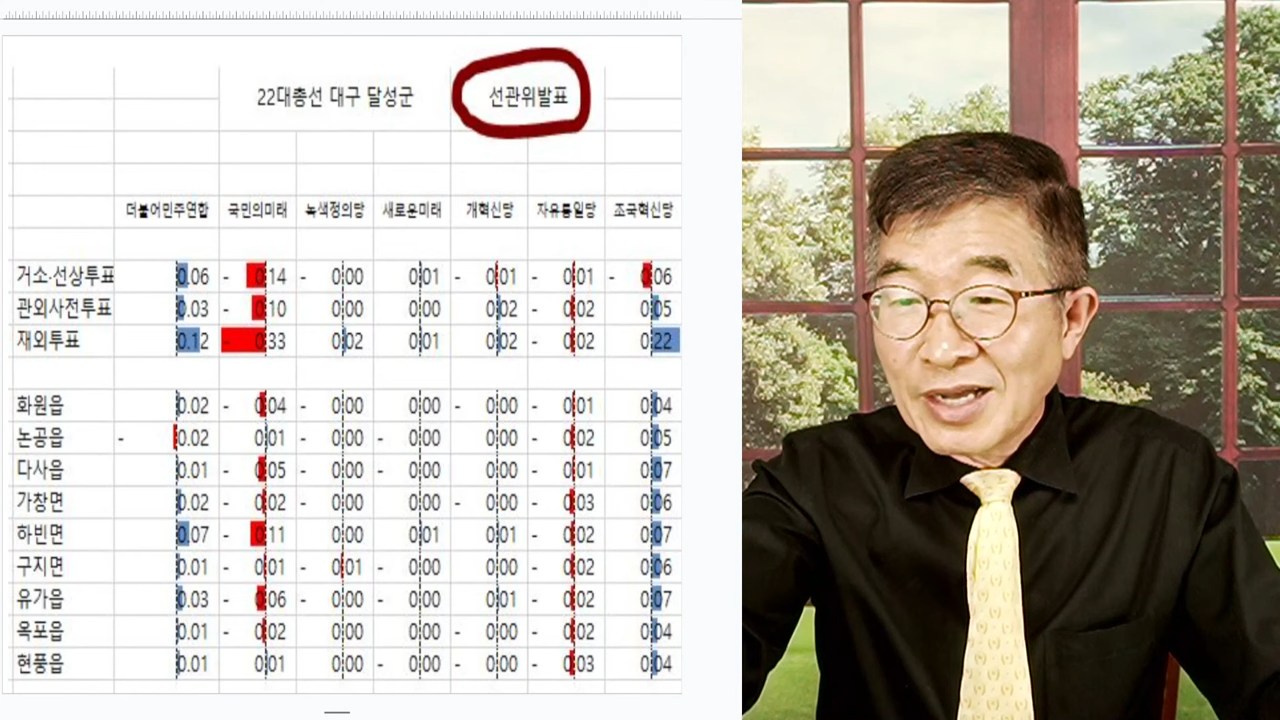 22대총선 대구 달성군 선관위발표
더불어민주연합 국민의미래 녹색정의당 새로운미래 개혁신당 자유통일당 조국혁신당
거소·선상투표 0.06 - 0.14 - 0.00 0.01 - 0.01 - 0.01 - 0.06
관외사전투표 0.03 - 0.10 - 0.00 0.00 0.02 - 0.02 0.05
재외투표 0.12 - 0.33 0.02 0.01 0.02 - 0.02 0.22
화원읍 0.02 - 0.04 - 0.00 0.00 - 0.00 - 0.01 0.04
논공읍 - 0.02 0.01 - 0.00 - 0.00 0.00 - 0.02 0.05
다사읍 0.01 - 0.05 - 0.00 0.00 0.00 - 0.01 0.07
가창면 0.02 - 0.02 - 0.00 0.00 0.00 - 0.03 0.06
하빈면 0.07 - 0.11 0.00 0.01 0.01 - 0.02 0.07
구지면 0.01 - 0.01 - 0.01 0.00 0.00 - 0.02 0.06
유가읍 0.03 - 0.06 - 0.00 0.00 0.01 - 0.02 0.07
옥포읍 0.01 - 0.02 - 0.00 0.00 - 0.00 - 0.02 0.04
현풍읍 0.01 0.01 0.00 - 0.00 - 0.00 - 0.03 0.04